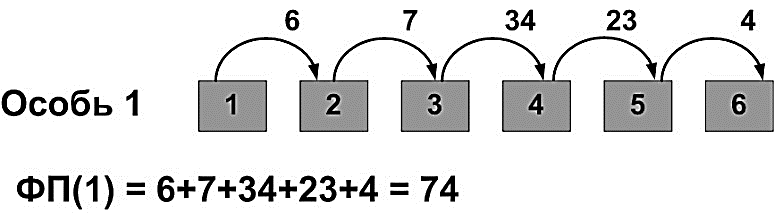 6 7 34 23 4
Особь 1 1 2 3 4 5 6
ФП(1) = 6+7+34+23+4 = 74